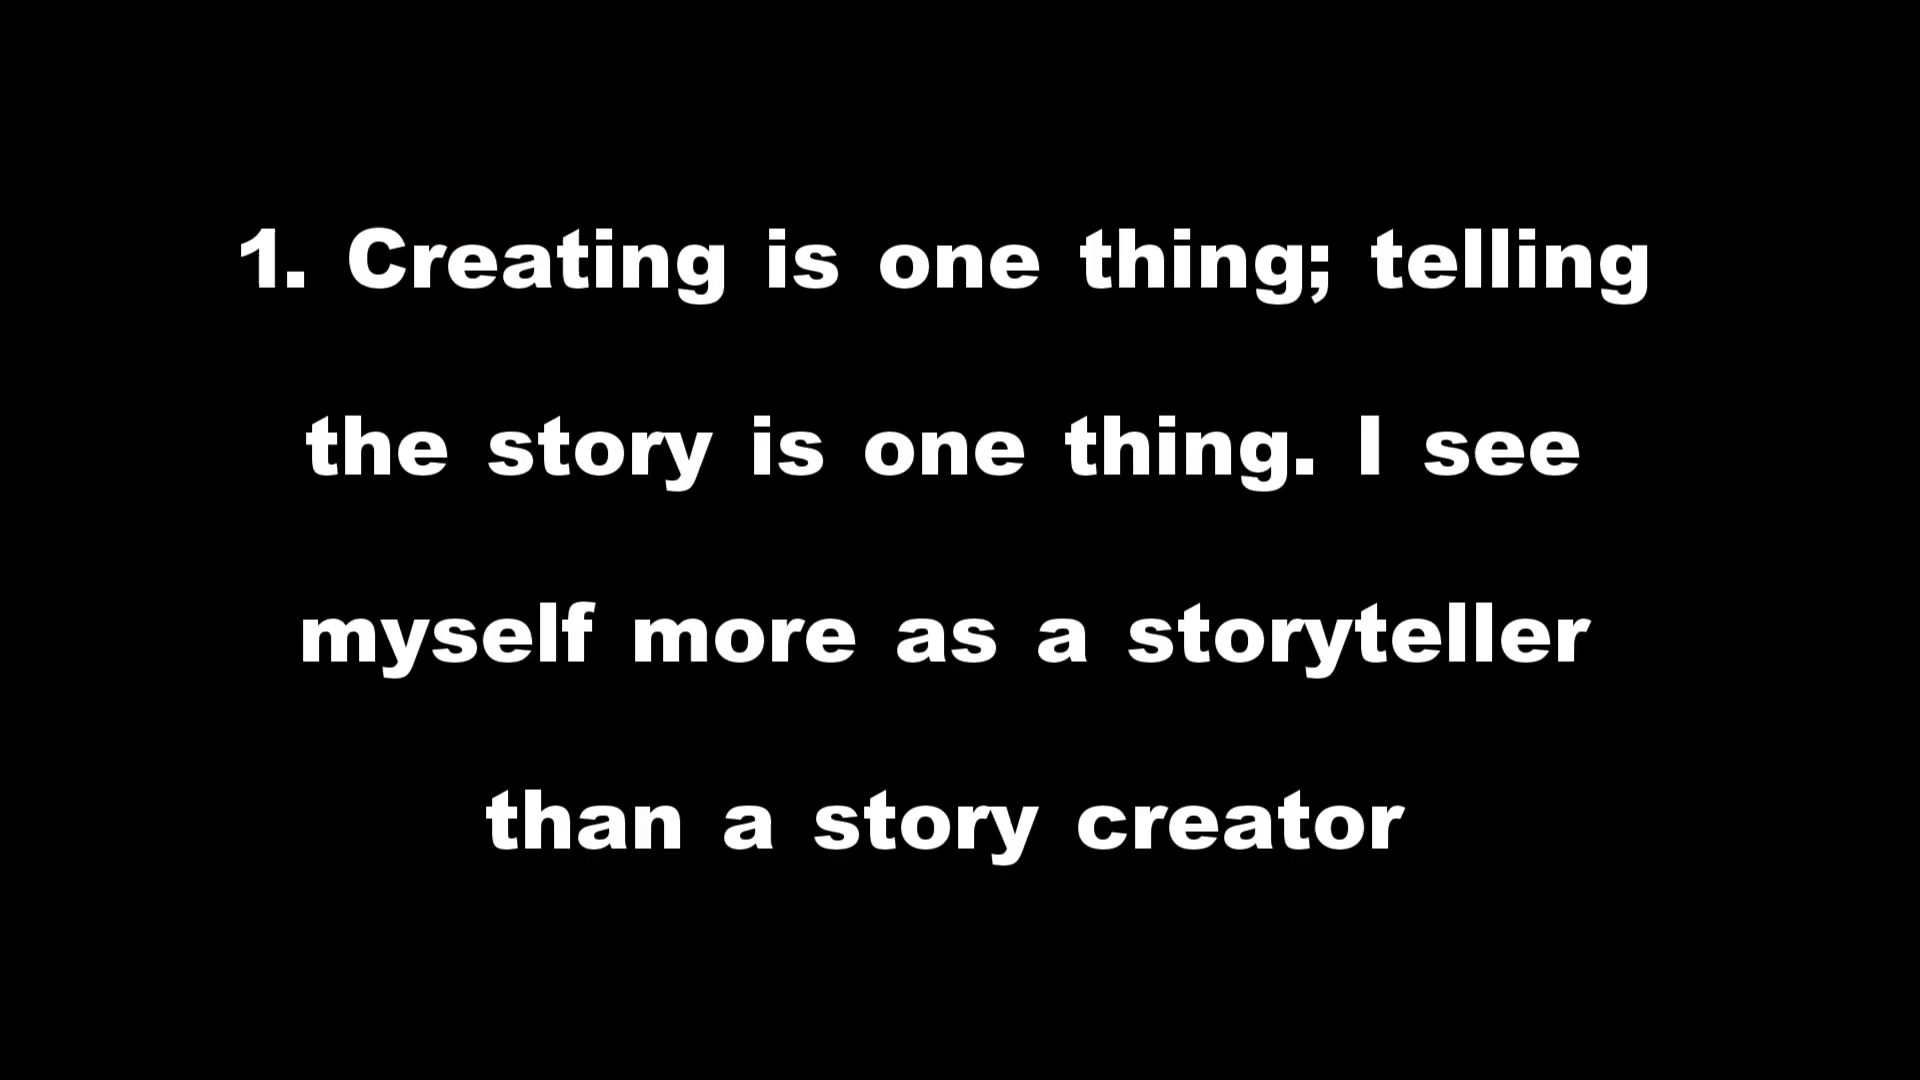 1. Creating is one thing; telling
the story is one thing. I see
myself more as a storyteller
than a story creator